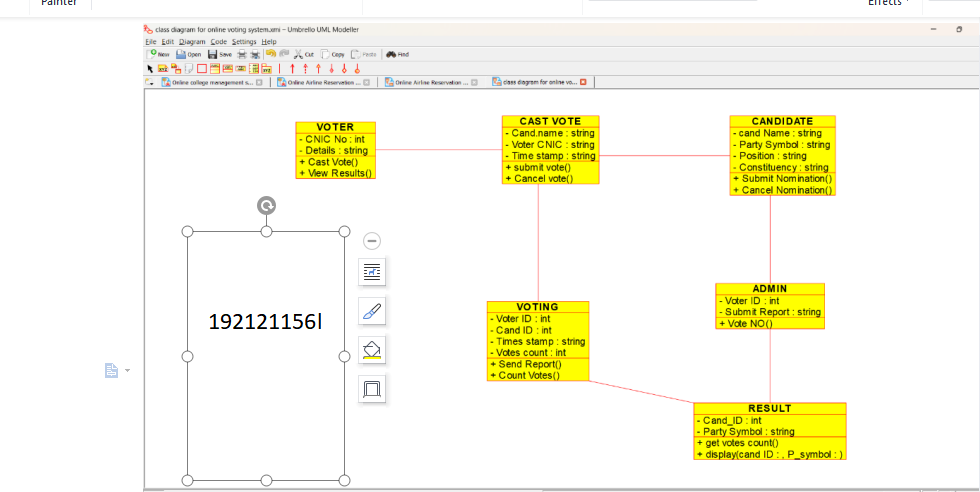 Painter
Effects
class diagram for online voting system.xmi - Umbrello UML Modeller
File Edit Diagram Code Settings Help
New Open Save Cut Copy Paste Find
Online college management s... Online Airline Reservation ... Online Airline Reservation ... class diagram for online vo...
VOTER
- CNIC No : int
- Details : string
+ Cast Vote()
+ View Results()
CAST VOTE
- Cand.name : string
- Voter CNIC : string
- Time stamp : string
+ submit vote()
+ Cancel vote()
CANDIDATE
- cand Name : string
- Party Symbol : string
- Position : string
- Constituency : string
+ Submit Nomination()
+ Cancel Nomination()
192121156l
VOTING
- Voter ID : int
- Cand ID : int
- Times stamp : string
- Votes count : int
+ Send Report()
+ Count Votes()
ADMIN
- Voter ID : int
- Submit Report : string
+ Vote NO()
RESULT
- Cand_ID : int
- Party Symbol : string
+ get votes count()
+ display(cand ID : , P_symbol : )